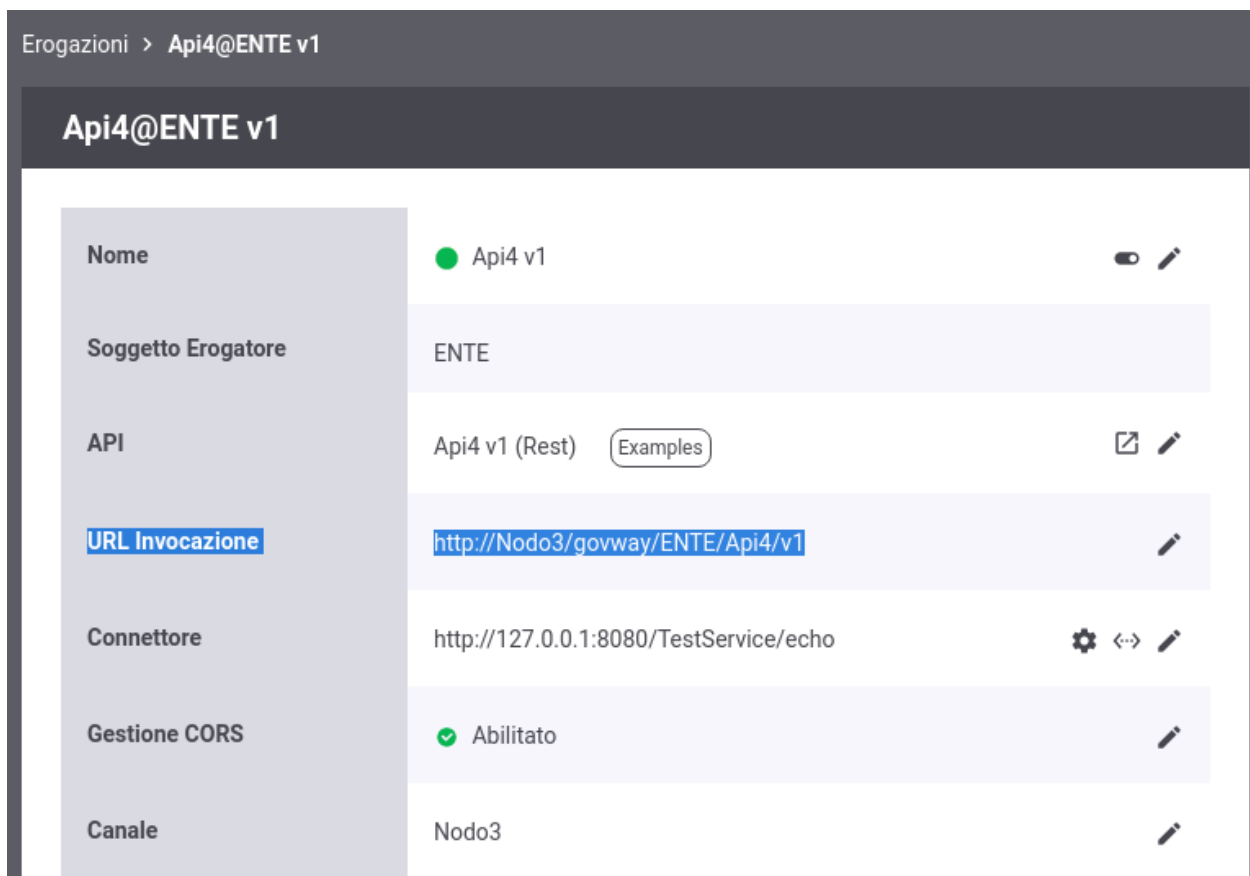 Erogazioni > Api4@ENTE v1
Api4@ENTE v1
Nome Api4 v1
Soggetto Erogatore ENTE
API Api4 v1 (Rest) Examples
URL Invocazione http://Nodo3/govway/ENTE/Api4/v1
Connettore http://127.0.0.1:8080/TestService/echo
Gestione CORS Abilitato
Canale Nodo3